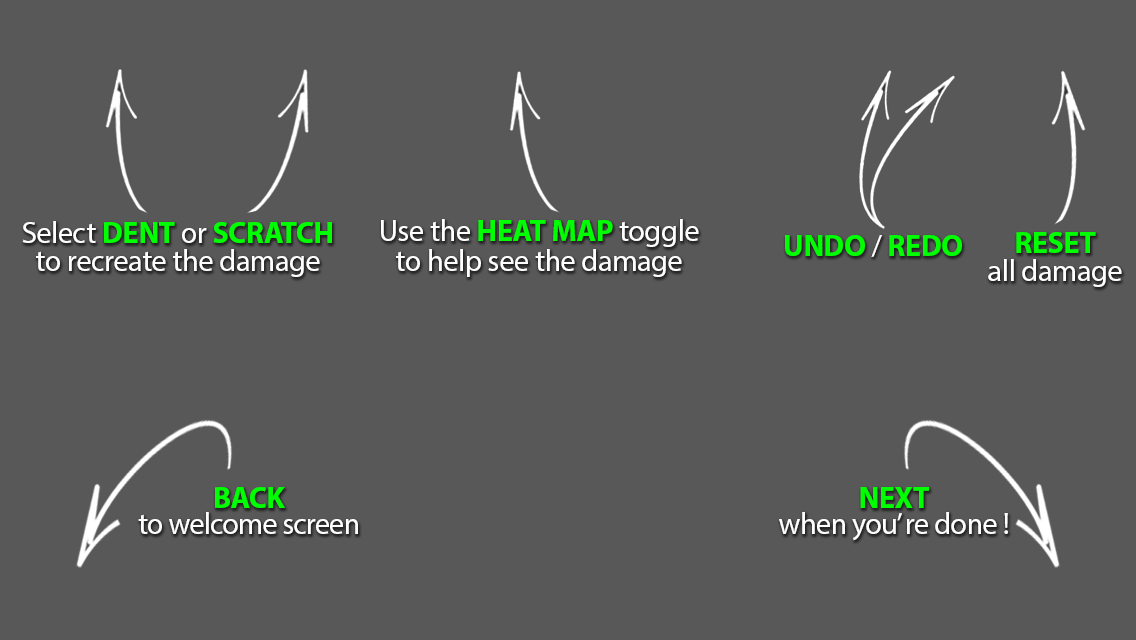 Select DENT or SCRATCH
to recreate the damage
Use the HEAT MAP toggle
to help see the damage
UNDO / REDO
RESET
all damage
BACK
to welcome screen
NEXT
when you're done !